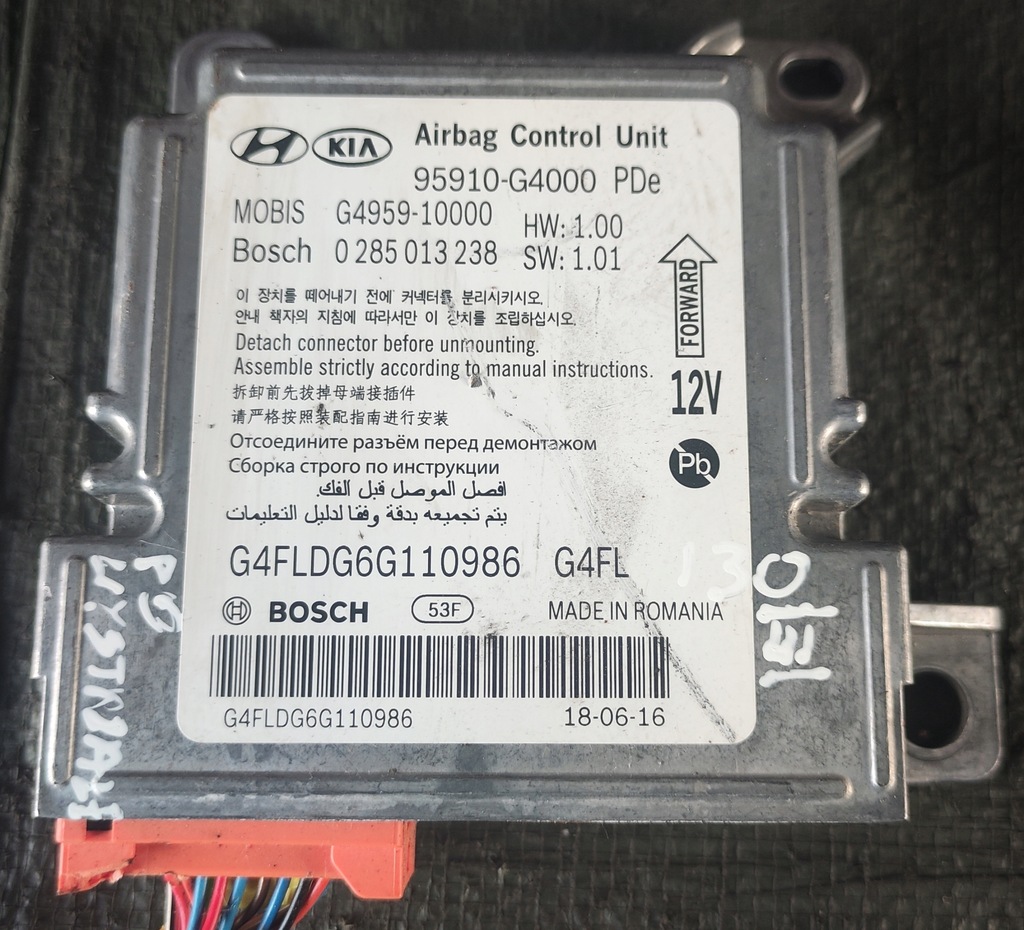 KIA Airbag Control Unit
95910-G4000 PDe
MOBIS G4959-10000 HW: 1.00
Bosch 0 285 013 238 SW: 1.01
이 장치를 떼어내기 전에 커넥터를 분리시키시오.
안내 책자의 지침에 따라서만 이 장치를 조립하십시오.
Detach connector before unmounting.
Assemble strictly according to manual instructions.
拆卸前先拔掉母端接插件
请严格按照装配指南进行安装
Отсоедините разъём перед демонтажом
Сборка строго по инструкции
افصل الموصل قبل الفك.
يتم تجميعه بدقة وفقا لدليل التعليمات
FORWARD
12V
Pb
G4FLDG6G110986 G4FL
BOSCH 53F MADE IN ROMANIA
G4FLDG6G110986 18-06-16
130
PO